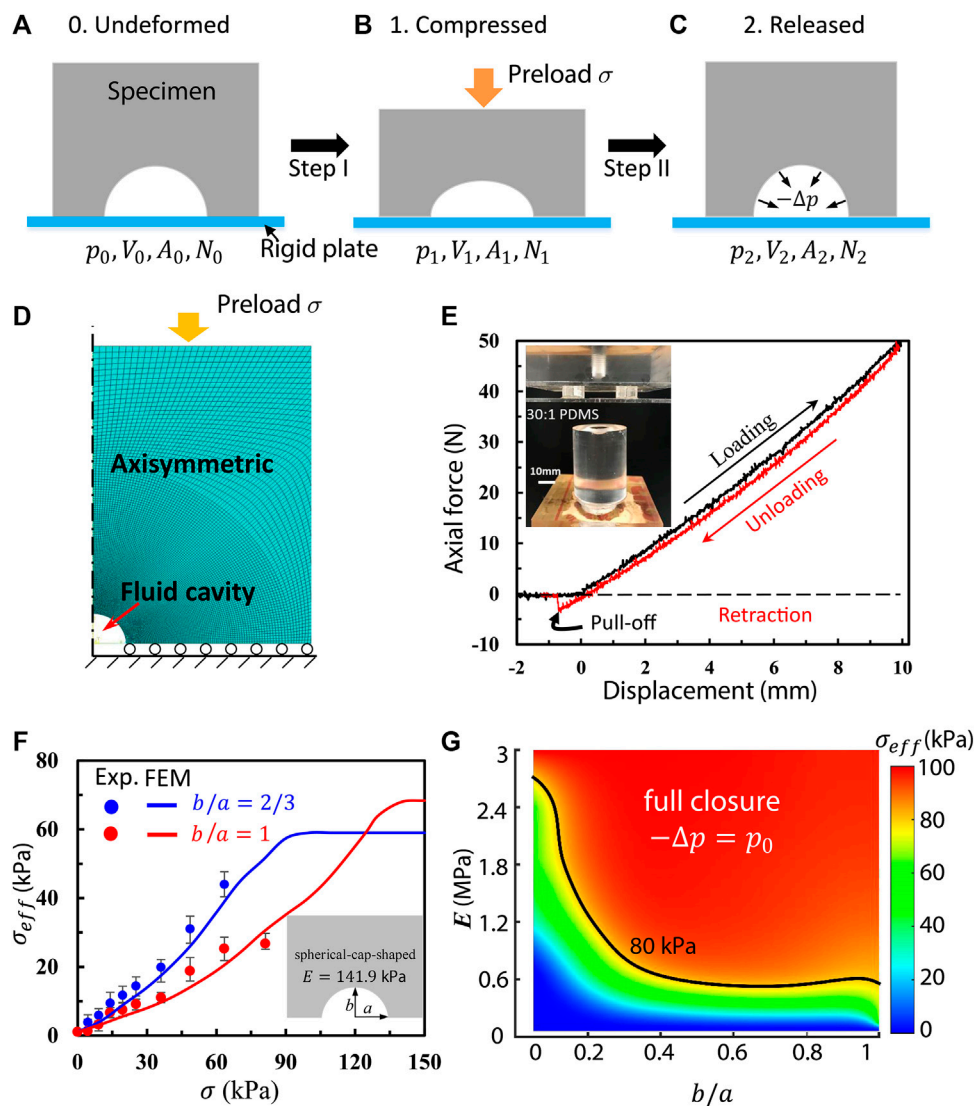 A
0. Undeformed
B
1. Compressed
C
2. Released
Specimen
Preload σ
Step I
Step II
−Δp
Rigid plate
p₀, V₀, A₀, N₀
p₁, V₁, A₁, N₁
p₂, V₂, A₂, N₂
D
Preload σ
Axisymmetric
Fluid cavity
E
Axial force (N)
50
40
30
20
10
0
-10
30:1 PDMS
10mm
Loading
Unloading
Pull-off
Retraction
-2 0 2 4 6 8 10
Displacement (mm)
F
σ_eff (kPa)
80
60
40
20
0
Exp. FEM
b/a = 2/3
b/a = 1
spherical-cap-shaped
E = 141.9 kPa
b
a
0 30 60 90 120 150
σ (kPa)
G
E (MPa)
3
2.4
1.8
1.2
0.6
0
full closure
−Δp = p₀
80 kPa
0 0.2 0.4 0.6 0.8 1
b/a
σ_eff (kPa)
100
80
60
40
20
0